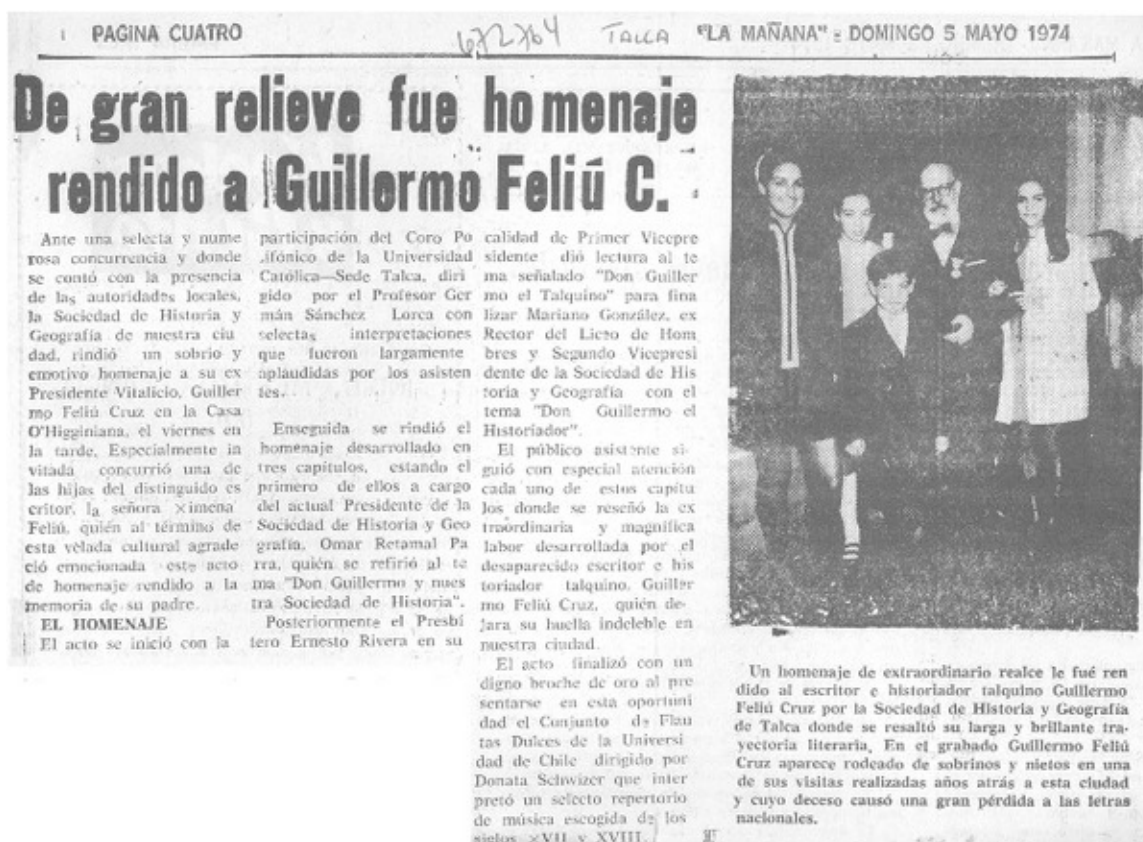 PAGINA CUATRO
672764 TALCA
"LA MAÑANA" - DOMINGO 5 MAYO 1974
De gran relieve fue homenaje
rendido a Guillermo Feliú C.
Ante una selecta y nume
rosa concurrencia y donde
se contó con la presencia
de las autoridades locales,
la Sociedad de Historia y
Geografía de nuestra ciu
dad, rindió un sobrio y
emotivo homenaje a su ex
Presidente Vitalicio, Guiller
mo Feliú Cruz en la Casa
O'Higginiana, el viernes en
la tarde. Especialmente in
vitada concurrió una de
las hijas del distinguido es
critor, la señora Ximena
Feliú, quién al término de
esta velada cultural agrade
ció emocionada este acto
de homenaje rendido a la
memoria de su padre.
EL HOMENAJE
El acto se inició con la
participación del Coro Po
lifónico de la Universidad
Católica—Sede Talca, diri
gido por el Profesor Ger
mán Sánchez Lorca con
selectas interpretaciones
que fueron largamente
aplaudidas por los asisten
tes.
Enseguida se rindió el
homenaje desarrollado en
tres capítulos, estando el
primero de ellos a cargo
del actual Presidente de la
Sociedad de Historia y Geo
grafía, Omar Retamal Pa
rra, quién se refirió al te
ma "Don Guillermo y nues
tra Sociedad de Historia".
Posteriormente el Presbí
tero Ernesto Rivera en su
calidad de Primer Vicepre
sidente dió lectura al te
ma señalado "Don Guiller
mo el Talquino" para fina
lizar Mariano González, ex
Rector del Liceo de Hom
bres y Segundo Vicepresi
dente de la Sociedad de His
toria y Geografía con el
tema "Don Guillermo el
Historiador".
El público asistente si-
guió con especial atención
cada uno de estos capítu
los donde se reseñó la ex
traordinaria y magnífica
labor desarrollada por el
desaparecido escritor e his
toriador talquino, Guiller
mo Feliú Cruz, quién de-
jara su huella indeleble en
nuestra ciudad.
El acto finalizó con un
digno broche de oro al pre
sentarse en esta oportuni
dad el Conjunto de Flau
tas Dulces de la Universi
dad de Chile dirigido por
Donata Schwizer que inter
pretó un selecto repertorio
de música escogida de los
siglos XVII y XVIII.
Un homenaje de extraordinario realce le fué ren
dido al escritor e historiador talquino Guillermo
Feliú Cruz por la Sociedad de Historia y Geografía
de Talca donde se resaltó su larga y brillante tra-
yectoria literaria. En el grabado Guillermo Feliú
Cruz aparece rodeado de sobrinos y nietos en una
de sus visitas realizadas años atrás a esta ciudad
y cuyo deceso causó una gran pérdida a las letras
nacionales.